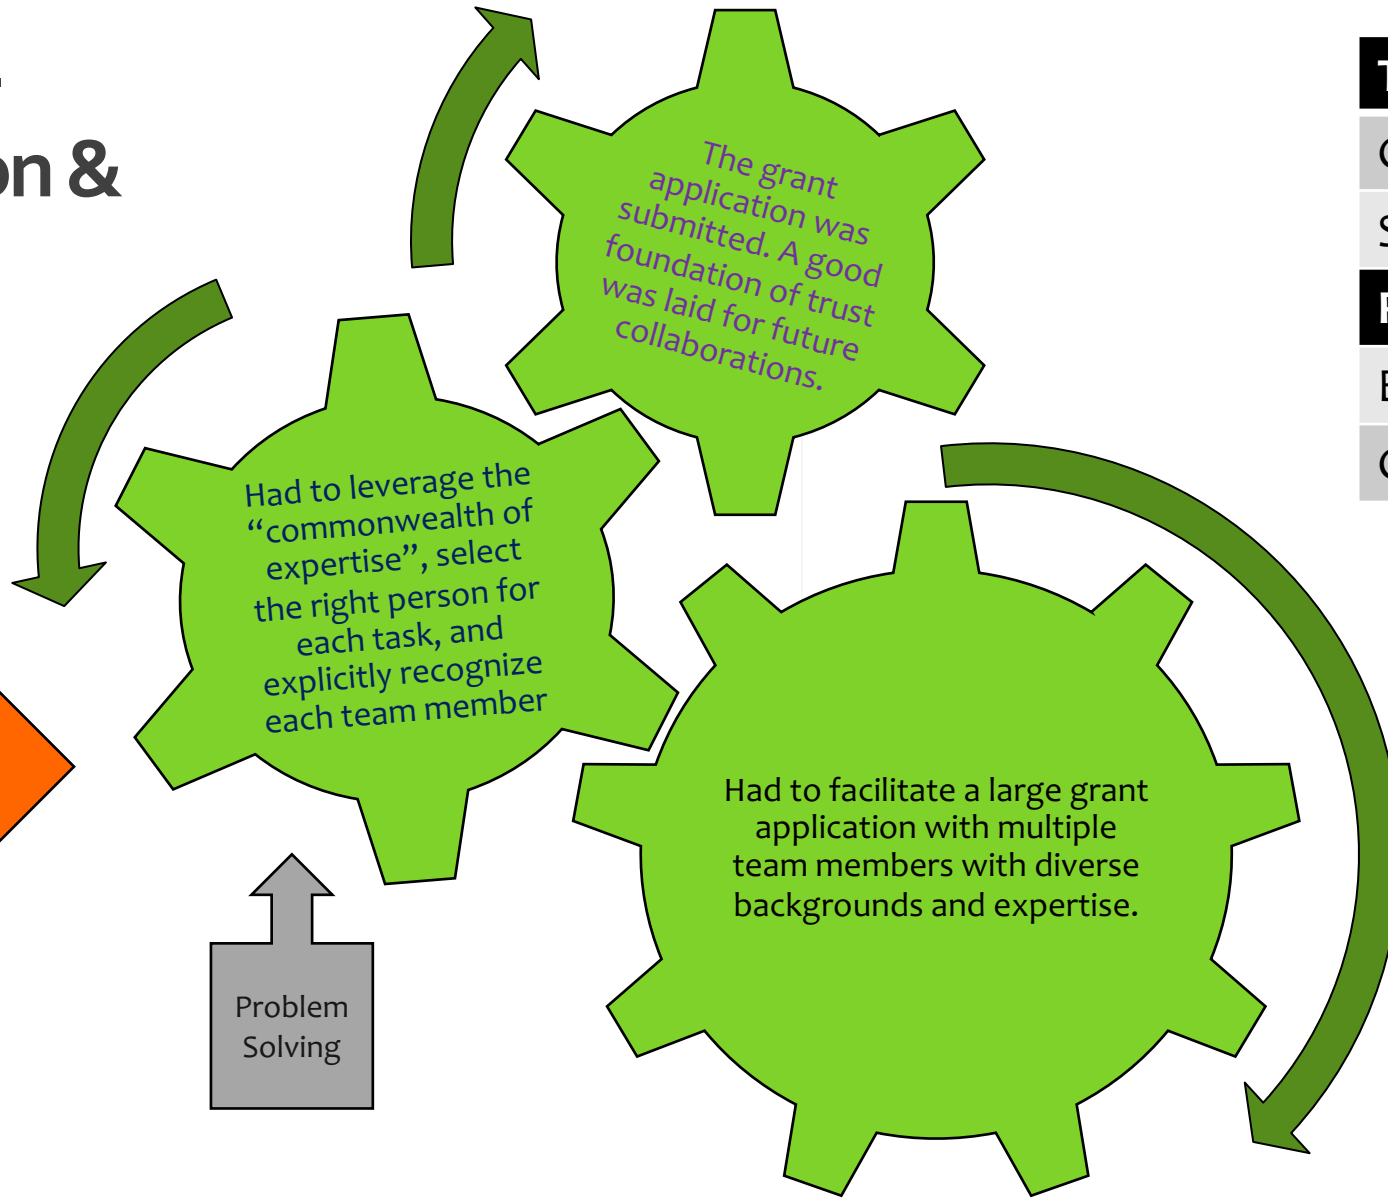 on &
The grant
application was
submitted. A good
foundation of trust
was laid for future
collaborations.
Had to leverage the
“commonwealth of
expertise”, select
the right person for
each task, and
explicitly recognize
each team member
Had to facilitate a large grant
application with multiple
team members with diverse
backgrounds and expertise.
Problem
Solving